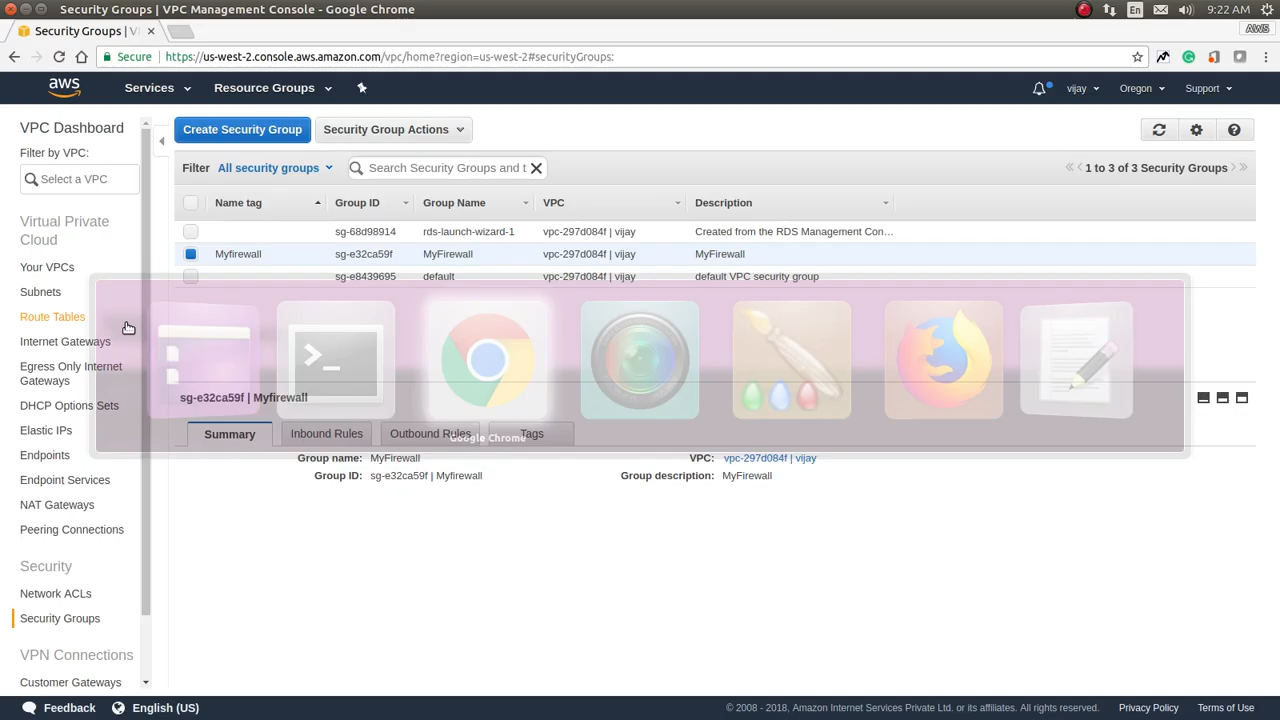 Security Groups | VPC Management Console - Google Chrome
En
9:22 AM
Security Groups | V
AWS
Secure
https://us-west-2.console.aws.amazon.com/vpc/home?region=us-west-2#securityGroups:
aws
Services
Resource Groups
vijay
Oregon
Support
VPC Dashboard
Filter by VPC:
Select a VPC
Virtual Private
Cloud
Your VPCs
Subnets
Route Tables
Internet Gateways
Egress Only Internet
Gateways
DHCP Options Sets
Elastic IPs
Endpoints
Endpoint Services
NAT Gateways
Peering Connections
Security
Network ACLs
Security Groups
VPN Connections
Customer Gateways
Create Security Group
Security Group Actions
Filter All security groups
Search Security Groups and t
1 to 3 of 3 Security Groups
Name tag Group ID Group Name VPC Description
sg-68d98914 rds-launch-wizard-1 vpc-297d084f | vijay Created from the RDS Management Con…
Myfirewall sg-e32ca59f MyFirewall vpc-297d084f | vijay MyFirewall
sg-e8439695 default vpc-297d084f | vijay default VPC security group
sg-e32ca59f | Myfirewall
Summary Inbound Rules Outbound Rules Tags
Google Chrome
Group name: MyFirewall VPC: vpc-297d084f | vijay
Group ID: sg-e32ca59f | Myfirewall Group description: MyFirewall
Feedback
English (US)
© 2008 - 2018, Amazon Internet Services Private Ltd. or its affiliates. All rights reserved.
Privacy Policy
Terms of Use